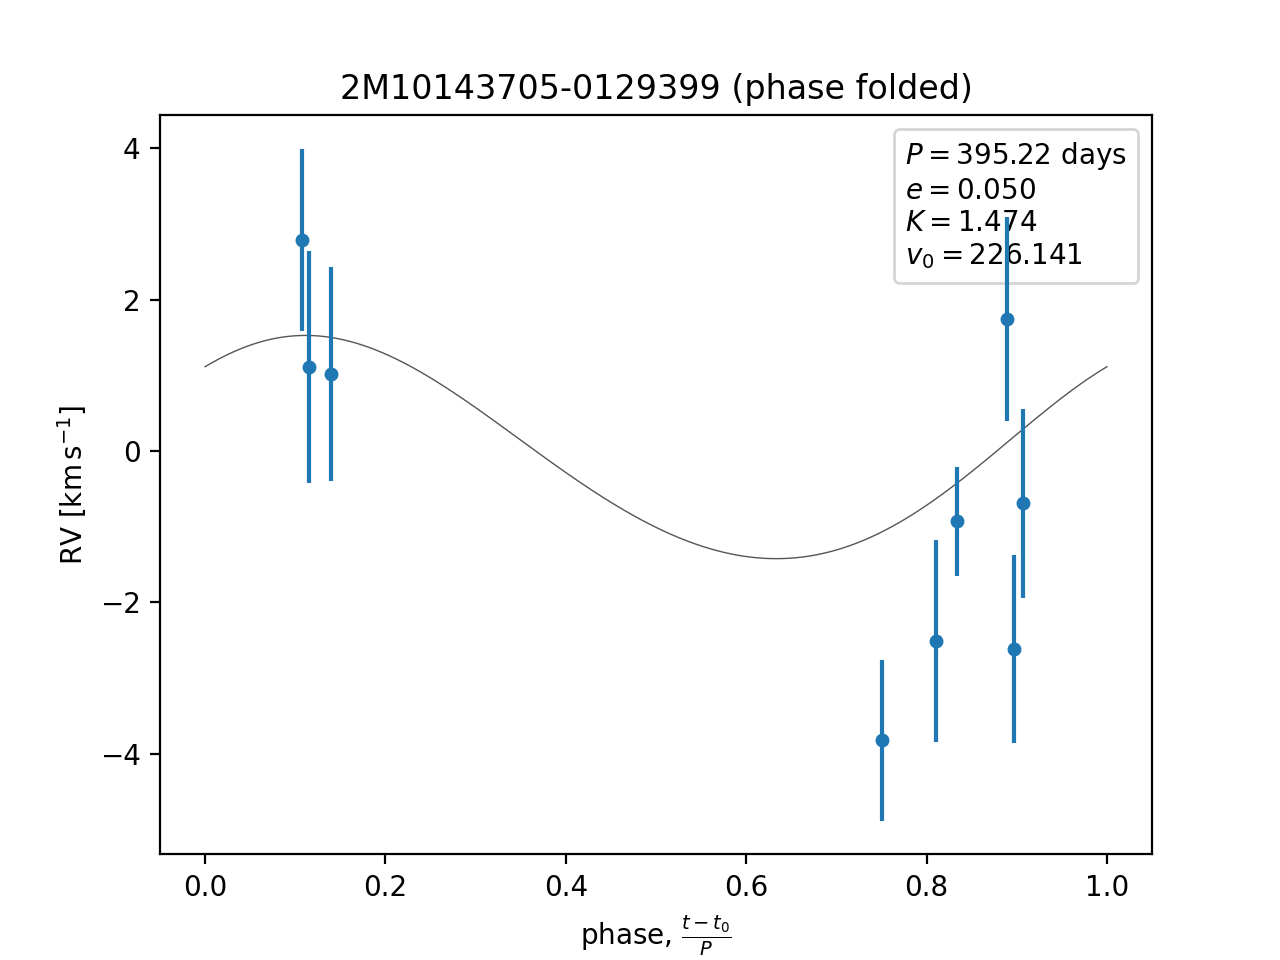 2M10143705-0129399 (phase folded)
P = 395.22 days
e = 0.050
K = 1.474
v₀ = 226.141
RV [km s⁻¹]
4
2
0
−2
−4
0.0 0.2 0.4 0.6 0.8 1.0
phase, (t − t₀)/P